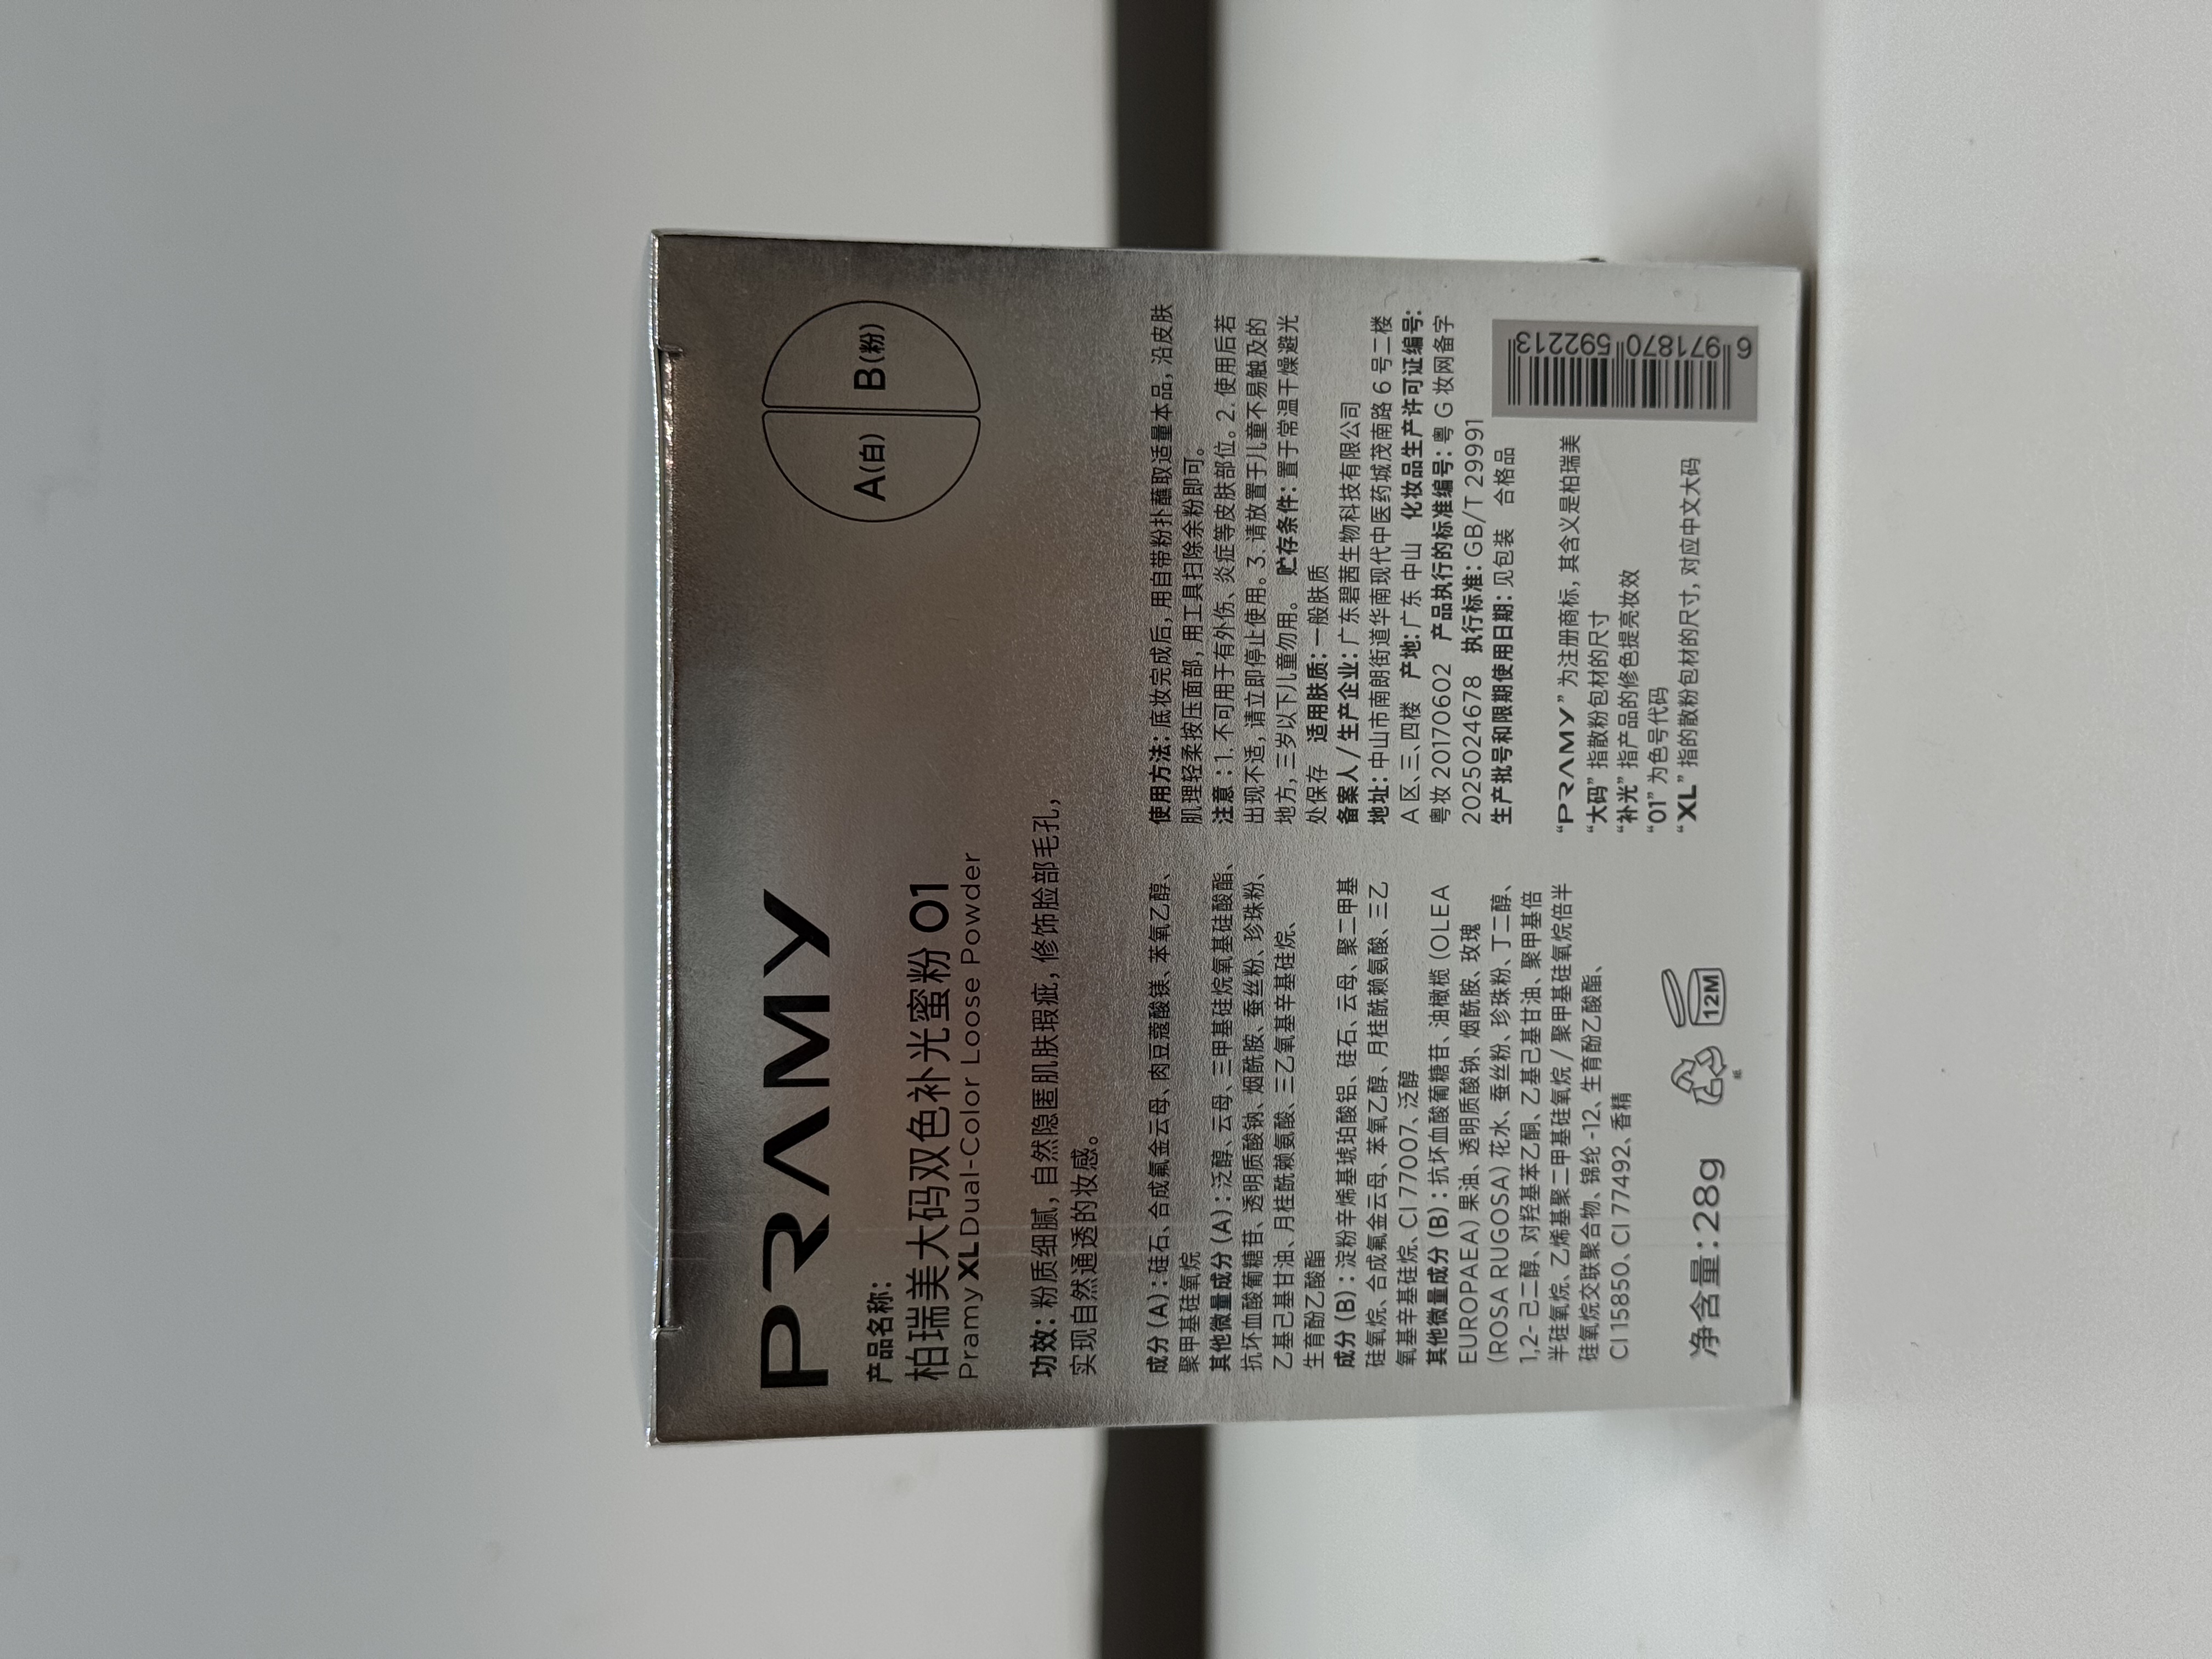 PRAMY
产品名称：
柏瑞美大码双色补光蜜粉 01
Pramy XL Dual-Color Loose Powder
A(白)
B(粉)
功效：粉质细腻，自然隐匿肌肤瑕疵，修饰脸部毛孔，
实现自然通透的妆感。
成分（A）：硅石、合成氟金云母、肉豆蔻酸镁、苯氧乙醇、
聚甲基硅氧烷
其他微量成分（A）：泛醇、云母、三甲基硅烷氧基硅酸酯、
抗坏血酸葡糖苷、透明质酸钠、烟酰胺、蚕丝粉、珍珠粉、
乙基己基甘油、月桂酰赖氨酸、三乙氧基辛基硅烷、
生育酚乙酸酯
成分（B）：淀粉辛烯基琥珀酸铝、硅石、云母、聚二甲基
硅氧烷、合成氟金云母、苯氧乙醇、月桂酰赖氨酸、三乙
氧基辛基硅烷、CI 77007、泛醇
其他微量成分（B）：抗坏血酸葡糖苷、油橄榄（OLEA
EUROPAEA）果油、透明质酸钠、烟酰胺、玫瑰
（ROSA RUGOSA）花水、蚕丝粉、珍珠粉、丁二醇、
1,2-己二醇、对羟基苯乙酮、乙基己基甘油、聚甲基倍
半硅氧烷、乙烯基聚二甲基硅氧烷/聚甲基硅氧烷倍半
硅氧烷交联聚合物、锦纶-12、生育酚乙酸酯、
CI 15850、CI 77492、香精
净含量：28g
纸
12M
使用方法：底妆完成后，用自带粉扑蘸取适量本品，沿皮肤
肌理轻柔按压面部，用工具扫除余粉即可。
注意：1. 不可用于有外伤、炎症等皮肤部位。2. 使用后若
出现不适，请立即停止使用。3. 请放置于儿童不易触及的
地方，三岁以下儿童勿用。 贮存条件：置于常温干燥避光
处保存 适用肤质：一般肤质
备案人/生产企业：广东碧茜生物科技有限公司
地址：中山市南朗街道华南现代中医药城茂南路 6 号二楼
A 区、三、四楼 产地：广东 中山 化妆品生产许可证编号：
粤妆 20170602 产品执行的标准编号：粤 G 妆网备字
2025024678 执行标准：GB/T 29991
生产批号和限期使用日期：见包装 合格品
“PRAMY”为注册商标，其含义是柏瑞美
“大码”指散粉包材的尺寸
“补光”指产品的修色提亮妆效
“01”为色号代码
“XL”指的散粉包材的尺寸，对应中文大码
6 971870 592213